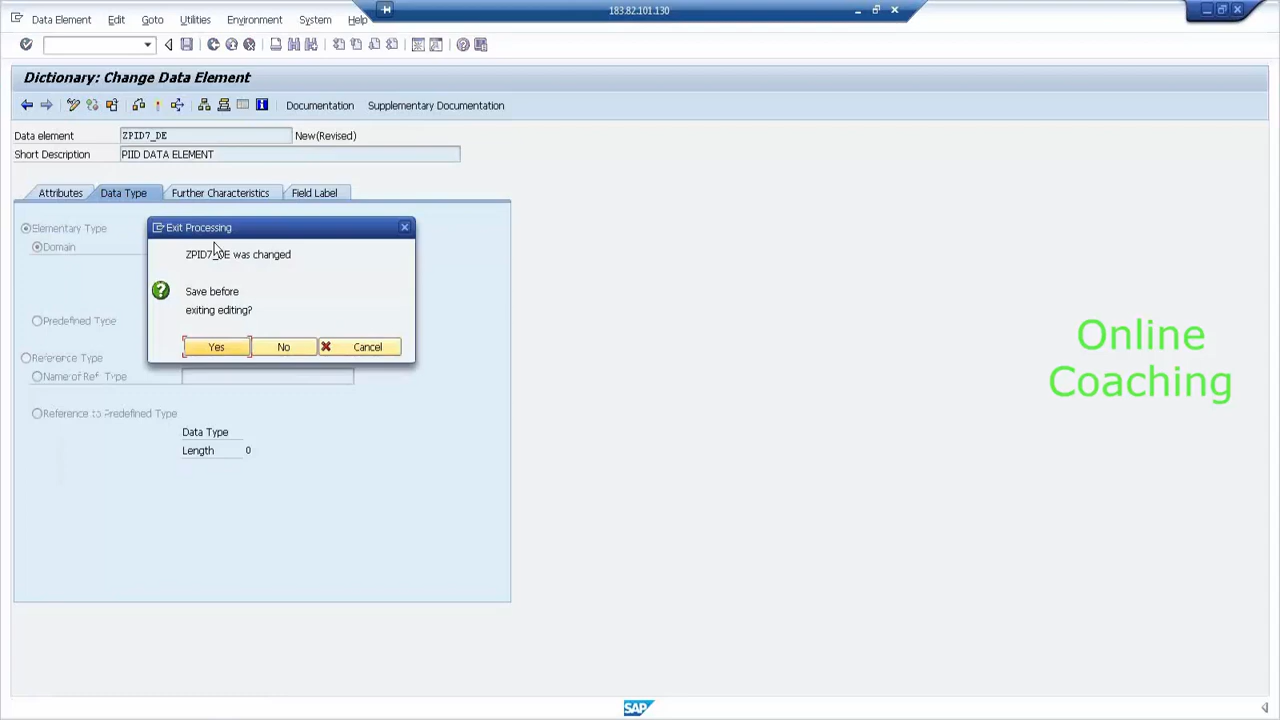 Data Element Edit Goto Utilities Environment System Help
183.82.101.130
Dictionary: Change Data Element
Documentation Supplementary Documentation
Data element ZPID7_DE New(Revised)
Short Description PIID DATA ELEMENT
Attributes Data Type Further Characteristics Field Label
Elementary Type
Domain
Predefined Type
Reference Type
Name of Ref. Type
Reference to Predefined Type
Data Type
Length 0
Exit Processing
ZPID7_DE was changed
Save before
exiting editing?
Yes No Cancel
Online
Coaching
SAP